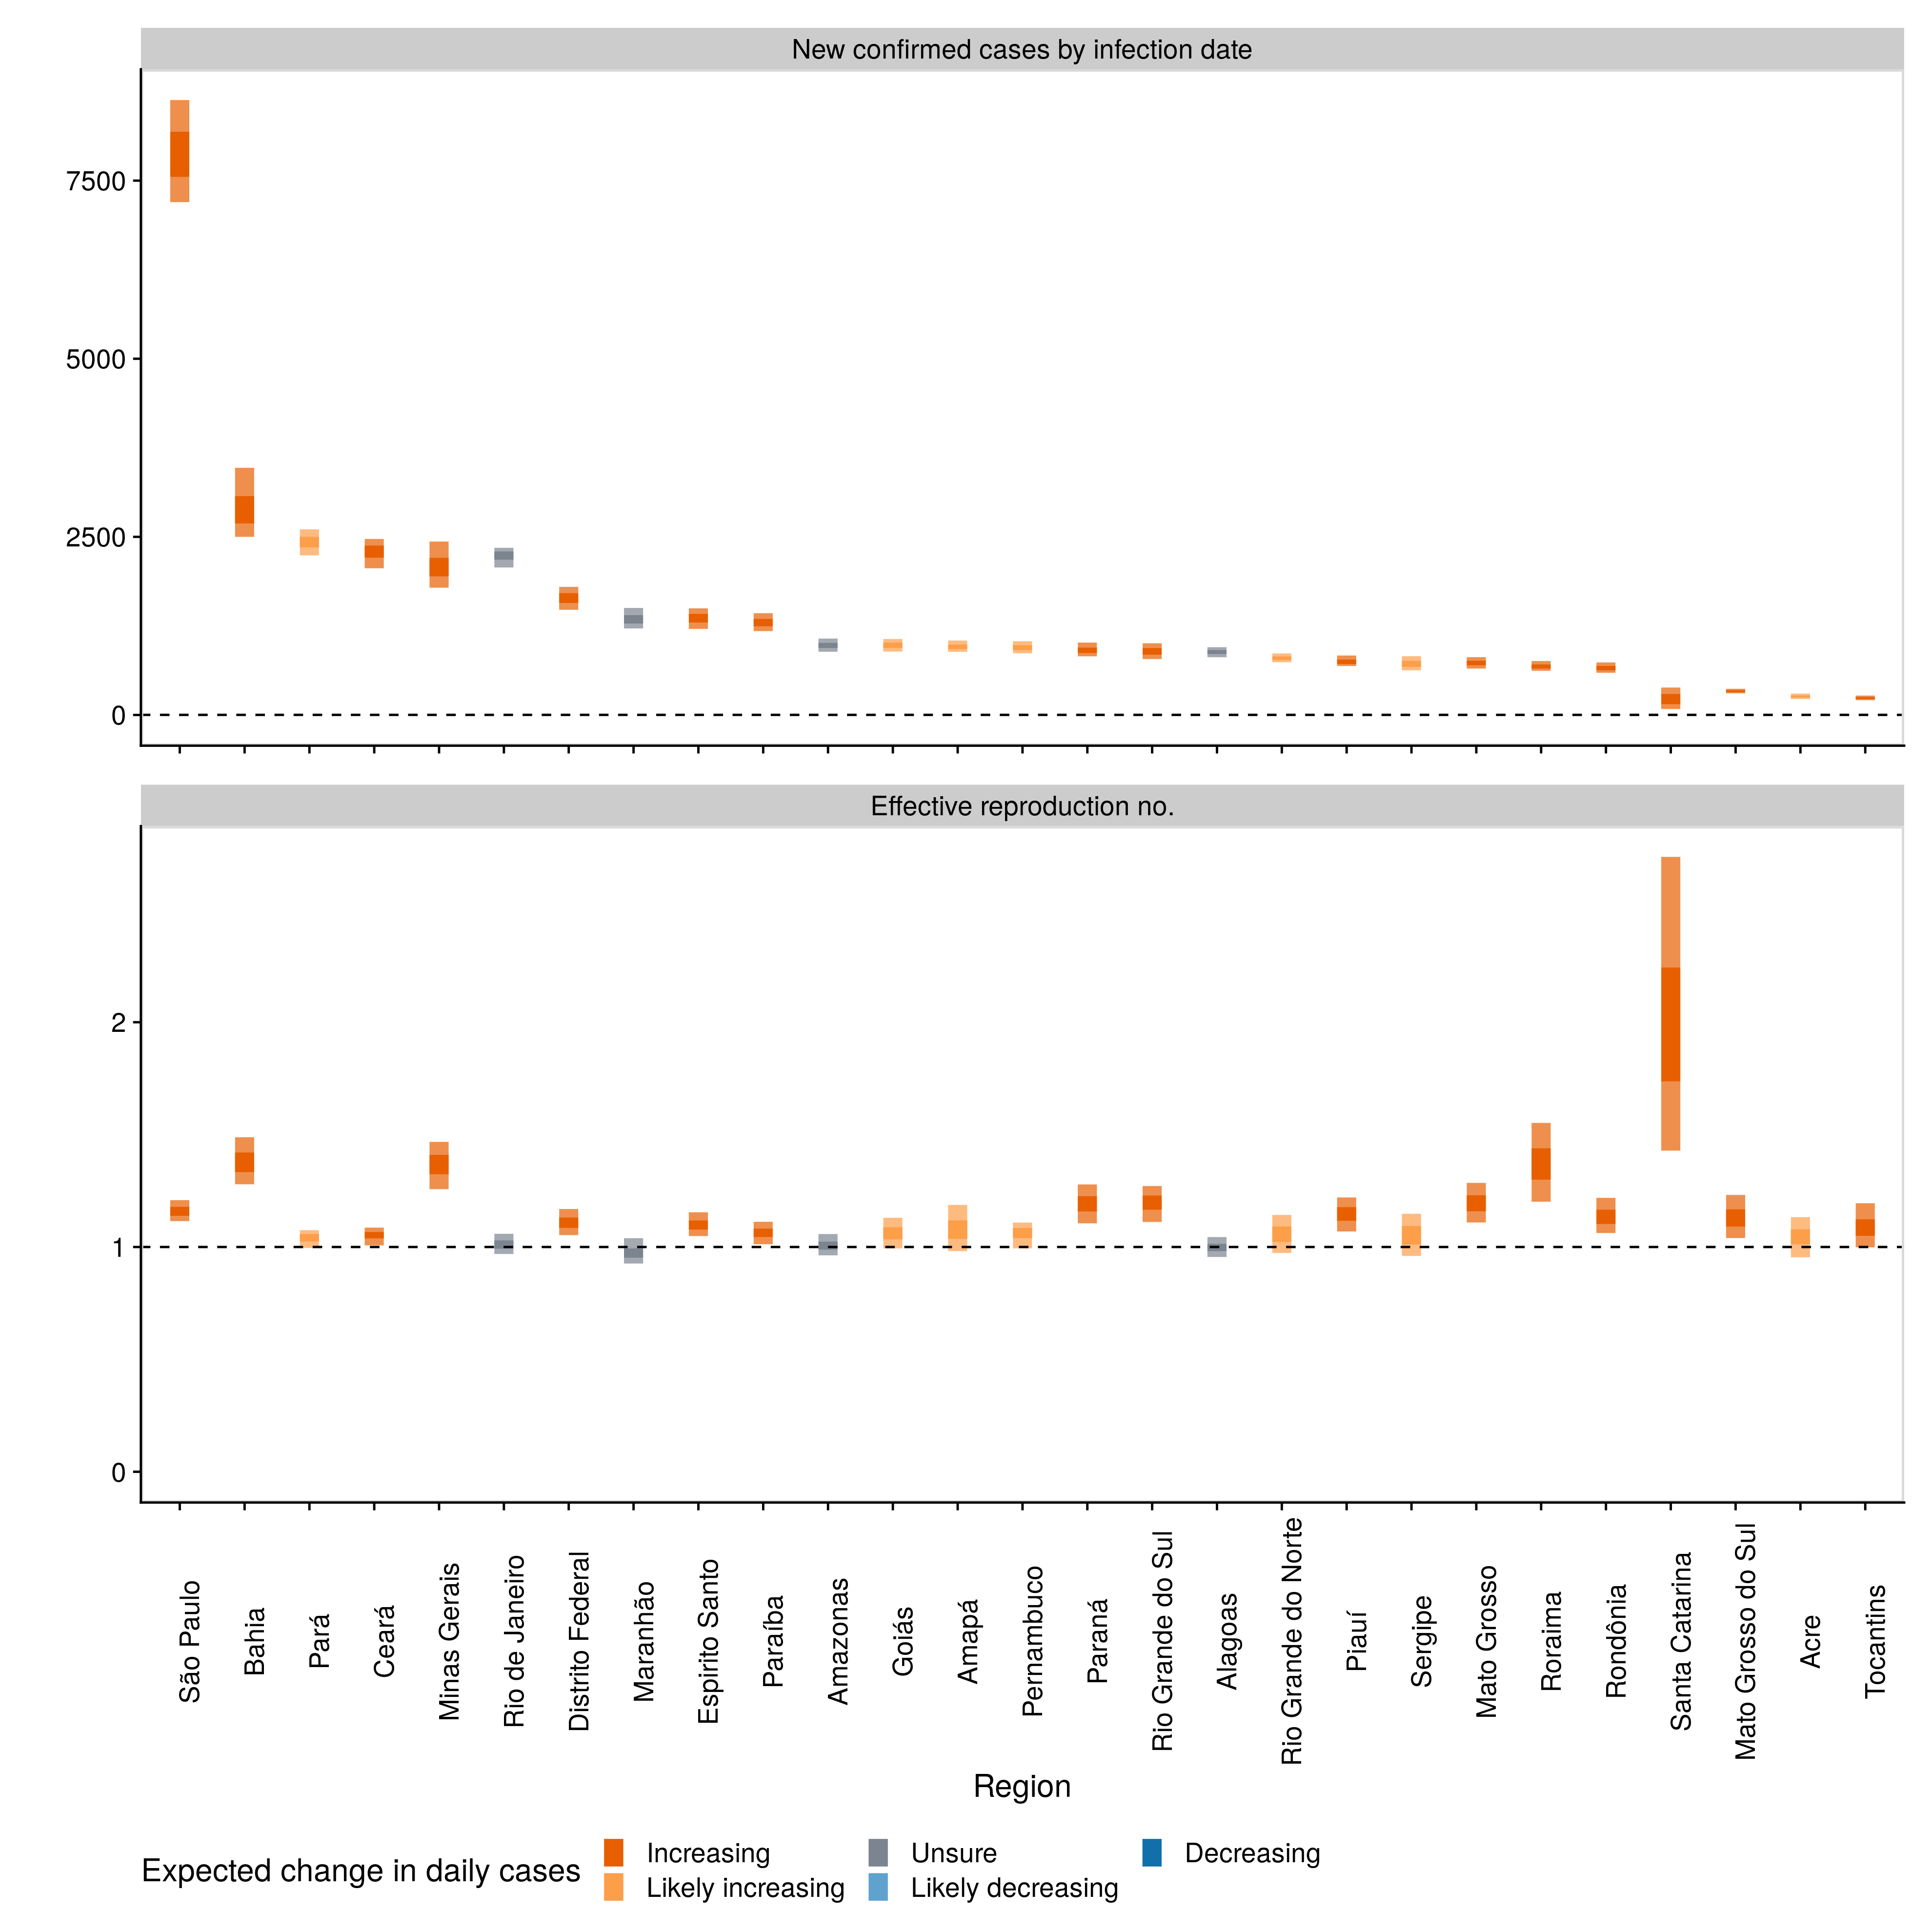 New confirmed cases by infection date
7500
5000
2500
0
Effective reproduction no.
2
1
0
São Paulo
Bahia
Pará
Ceará
Minas Gerais
Rio de Janeiro
Distrito Federal
Maranhão
Espirito Santo
Paraíba
Amazonas
Goiás
Amapá
Pernambuco
Paraná
Rio Grande do Sul
Alagoas
Rio Grande do Norte
Piauí
Sergipe
Mato Grosso
Roraima
Rondônia
Santa Catarina
Mato Grosso do Sul
Acre
Tocantins
Region
Expected change in daily cases
Increasing
Unsure
Decreasing
Likely increasing
Likely decreasing